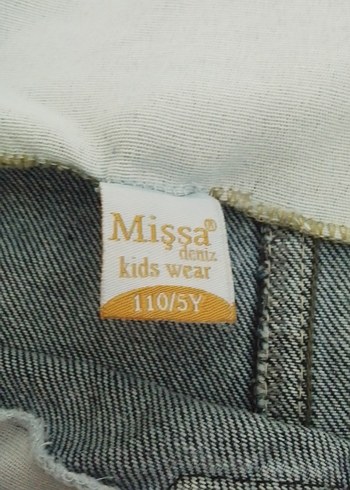 Mişşa®
deniz
kids wear
110/5Y